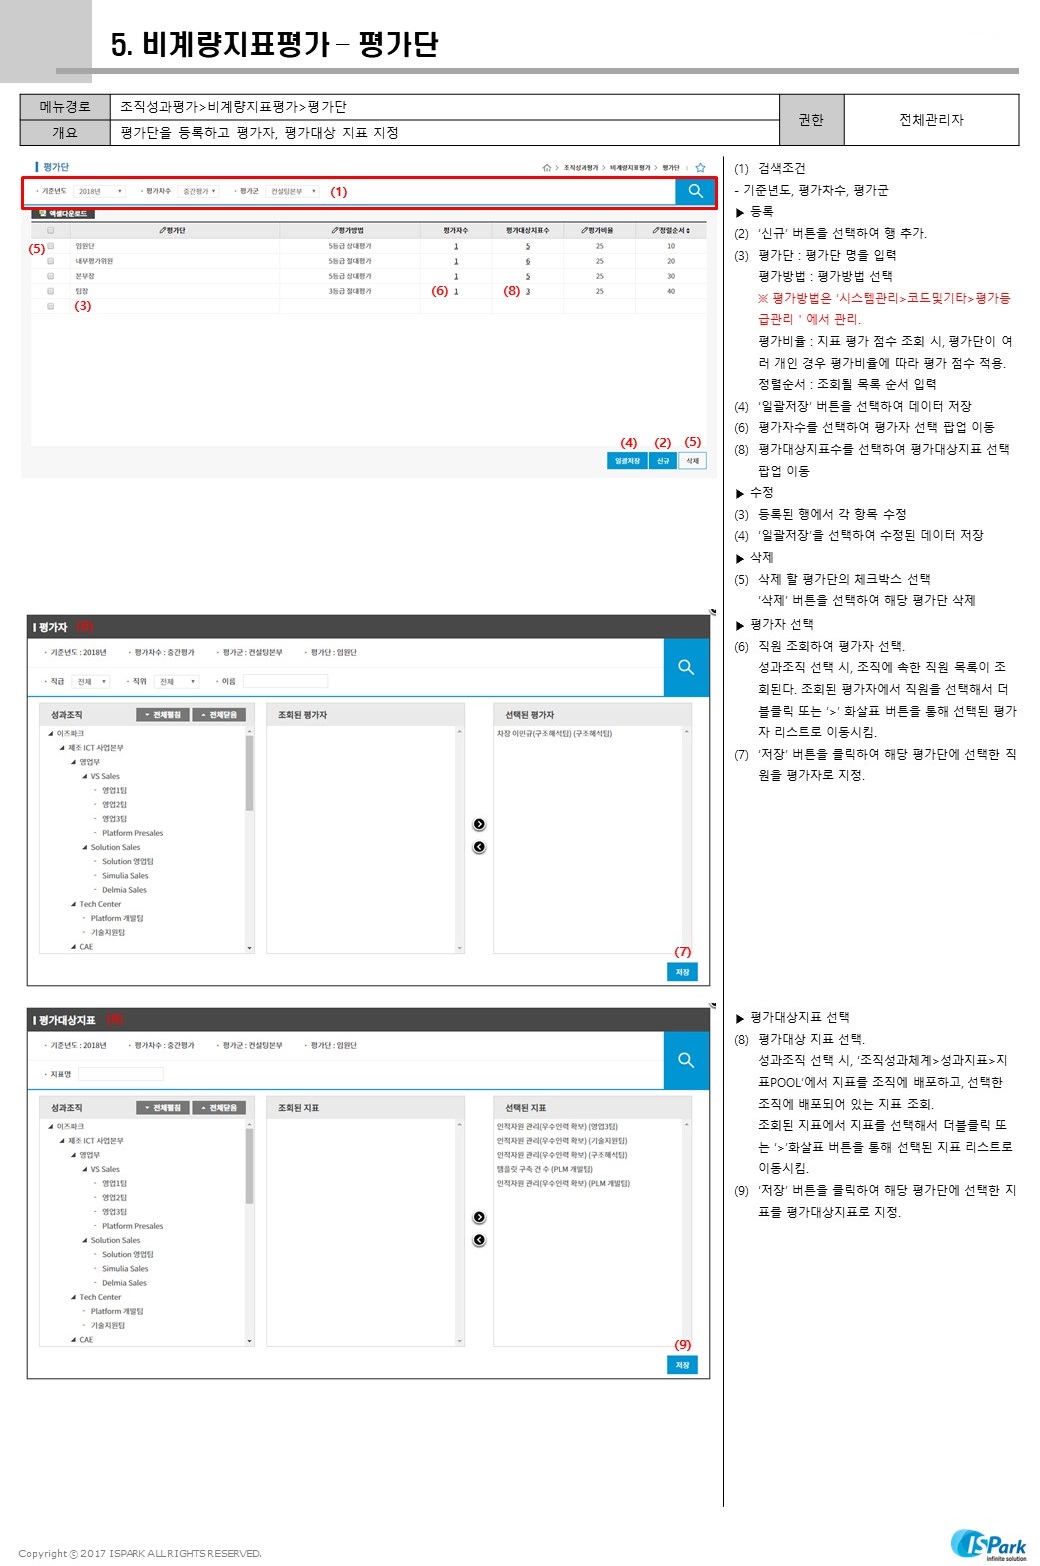 5. 비계량지표평가 – 평가단
메뉴경로 조직성과평가>비계량지표평가>평가단 권한 전체관리자
개요 평가단을 등록하고 평가자, 평가대상 지표 지정
평가단
조직성과평가 > 비계량지표평가 > 평가단
기준년도 2018년 평가차수 중간평가 평가군 컨설팅본부 (1)
엑셀다운로드
평가단 평가방법 평가자수 평가대상지표수 평가비율 정렬순서
(5) 임원단 5등급 상대평가 1 5 25 10
내부평가위원 5등급 상대평가 1 6 25 20
본부장 5등급 상대평가 1 5 25 30
팀장 3등급 절대평가 (6) 1 (8) 3 25 40
(3)
(4) (2) (5)
일괄저장 신규 삭제
(1) 검색조건
- 기준년도, 평가차수, 평가군
▶ 등록
(2) '신규' 버튼을 선택하여 행 추가.
(3) 평가단 : 평가단 명을 입력
평가방법 : 평가방법 선택
※ 평가방법은 '시스템관리>코드및기타>평가등
급관리 ' 에서 관리.
평가비율 : 지표 평가 점수 조회 시, 평가단이 여
러 개인 경우 평가비율에 따라 평가 점수 적용.
정렬순서 : 조회될 목록 순서 입력
(4) '일괄저장' 버튼을 선택하여 데이터 저장
(6) 평가자수를 선택하여 평가자 선택 팝업 이동
(8) 평가대상지표수를 선택하여 평가대상지표 선택
팝업 이동
▶ 수정
(3) 등록된 행에서 각 항목 수정
(4) '일괄저장'을 선택하여 수정된 데이터 저장
▶ 삭제
(5) 삭제 할 평가단의 체크박스 선택
'삭제' 버튼을 선택하여 해당 평가단 삭제
평가자 (6)
기준년도 : 2018년 평가차수 : 중간평가 평가군 : 컨설팅본부 평가단 : 임원단
직급 전체 직위 전체 이름
성과조직 전체펼침 전체닫음 조회된 평가자 선택된 평가자
이즈파크
제조 ICT 사업본부
영업부
VS Sales
영업1팀
영업2팀
영업3팀
Platform Presales
Solution Sales
Solution 영업팀
Simulia Sales
Delmia Sales
Tech Center
Platform 개발팀
기술지원팀
CAE
차장 이민규(구조해석팀) (구조해석팀)
(7)
저장
▶ 평가자 선택
(6) 직원 조회하여 평가자 선택.
성과조직 선택 시, 조직에 속한 직원 목록이 조
회된다. 조회된 평가자에서 직원을 선택해서 더
블클릭 또는 '>' 화살표 버튼을 통해 선택된 평가
자 리스트로 이동시킴.
(7) '저장' 버튼을 클릭하여 해당 평가단에 선택한 직
원을 평가자로 지정.
평가대상지표 (8)
기준년도 : 2018년 평가차수 : 중간평가 평가군 : 컨설팅본부 평가단 : 임원단
지표명
성과조직 전체펼침 전체닫음 조회된 지표 선택된 지표
이즈파크
제조 ICT 사업본부
영업부
VS Sales
영업1팀
영업2팀
영업3팀
Platform Presales
Solution Sales
Solution 영업팀
Simulia Sales
Delmia Sales
Tech Center
Platform 개발팀
기술지원팀
CAE
인적자원 관리(우수인력 확보) (영업3팀)
인적자원 관리(우수인력 확보) (기술지원팀)
인적자원 관리(우수인력 확보) (구조해석팀)
템플릿 구축 건 수 (PLM 개발팀)
인적자원 관리(우수인력 확보) (PLM 개발팀)
(9)
저장
▶ 평가대상지표 선택
(8) 평가대상 지표 선택.
성과조직 선택 시, '조직성과체계>성과지표>지
표POOL'에서 지표를 조직에 배포하고, 선택한
조직에 배포되어 있는 지표 조회.
조회된 지표에서 지표를 선택해서 더블클릭 또
는 '>'화살표 버튼을 통해 선택된 지표 리스트로
이동시킴.
(9) '저장' 버튼을 클릭하여 해당 평가단에 선택한 지
표를 평가대상지표로 지정.
Copyright ⓒ 2017 ISPARK ALL RIGHTS RESERVED.
ISPark
infinite solution